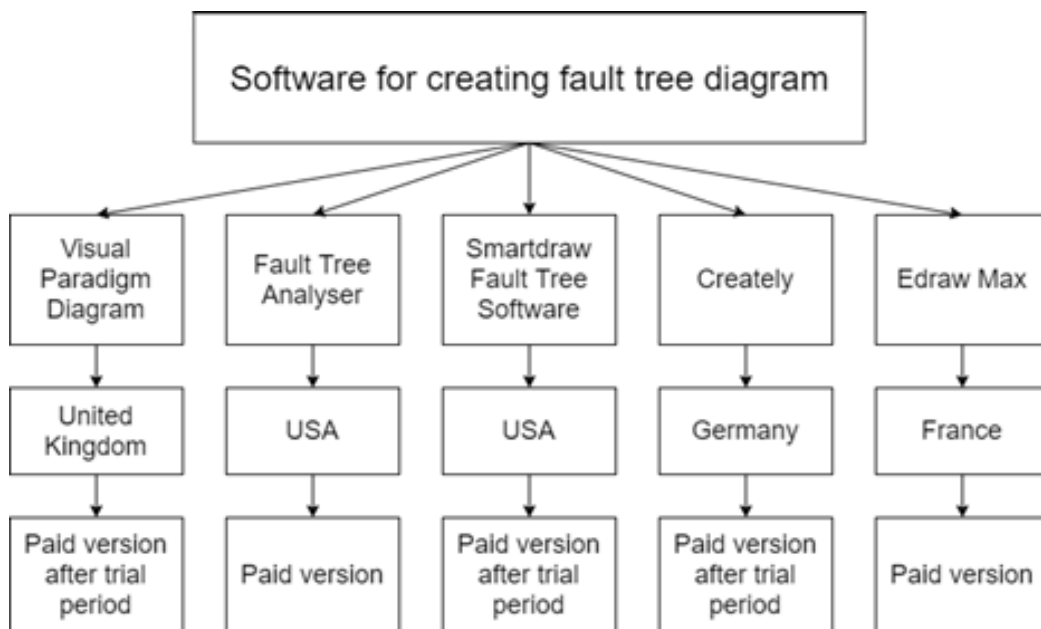 Software for creating fault tree diagram
Visual
Paradigm
Diagram
Fault Tree
Analyser
Smartdraw
Fault Tree
Software
Creately
Edraw Max
United
Kingdom
USA
USA
Germany
France
Paid version
after trial
period
Paid version
Paid version
after trial
period
Paid version
after trial
period
Paid version